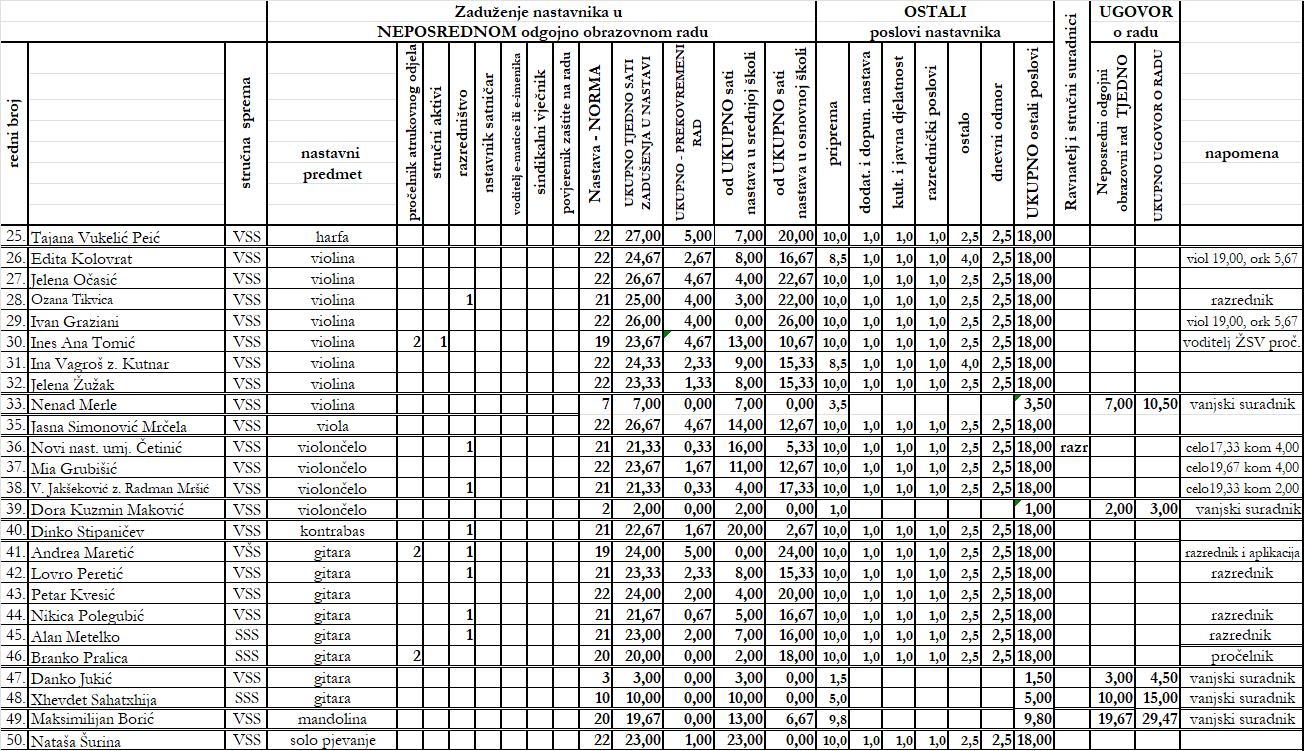 Zaduženje nastavnika u OSTALI UGOVOR
NEPOSREDNOM odgojno obrazovnom radu poslovi nastavnika o radu
redni broj
stručna sprema
nastavni
predmet
pročelnik atrukovnog odjela
stručni aktivi
razredništvo
nstavnik satničar
voditelj e-matice ili e-imenika
sindikalni vječnik
povjerenik zaštite na radu
Nastava - NORMA
UKUPNO TJEDNO SATI
ZADUŠENJA U NASTAVI
UKUPNO - PREKOVREMENI
RAD
od UKUPNO sati
nastava u srednjoj školi
od UKUPNO sati
nastava u osnovnoj školi
priprema
dodat. i dopun. nastava
kult. i javna djelatnost
razrednički poslovi
ostalo
dnevni odmor
UKUPNO ostali poslovi
Ravnatelj i stručni suradnici
Neposredni odgojni
obrazovni rad TJEDNO
UKUPNO UGOVOR O RADU
napomena
25. Tajana Vukelić Peić VSS harfa 22 27,00 5,00 7,00 20,00 10,0 1,0 1,0 1,0 2,5 2,5 18,00
26. Edita Kolovrat VSS violina 22 24,67 2,67 8,00 16,67 8,5 1,0 1,0 1,0 4,0 2,5 18,00 viol 19,00, ork 5,67
27. Jelena Očasić VSS violina 22 26,67 4,67 4,00 22,67 10,0 1,0 1,0 1,0 2,5 2,5 18,00
28. Ozana Tikvica VSS violina 1 21 25,00 4,00 3,00 22,00 10,0 1,0 1,0 1,0 2,5 2,5 18,00 razrednik
29. Ivan Graziani VSS violina 22 26,00 4,00 0,00 26,00 10,0 1,0 1,0 1,0 2,5 2,5 18,00 viol 19,00, ork 5,67
30. Ines Ana Tomić VSS violina 2 1 19 23,67 4,67 13,00 10,67 10,0 1,0 1,0 1,0 2,5 2,5 18,00 voditelj ŽSV proč.
31. Ina Vagroš z. Kutnar VSS violina 22 24,33 2,33 9,00 15,33 8,5 1,0 1,0 1,0 4,0 2,5 18,00
32. Jelena Žužak VSS violina 22 23,33 1,33 8,00 15,33 10,0 1,0 1,0 1,0 2,5 2,5 18,00
33. Nenad Merle VSS violina 7 7,00 0,00 7,00 0,00 3,5 3,50 7,00 10,50 vanjski suradnik
35. Jasna Simonović Mrčela VSS viola 22 26,67 4,67 14,00 12,67 10,0 1,0 1,0 1,0 2,5 2,5 18,00
36. Novi nast. umj. Četinić VSS violončelo 1 21 21,33 0,33 16,00 5,33 10,0 1,0 1,0 1,0 2,5 2,5 18,00 razr celo17,33 kom 4,00
37. Mia Grubišić VSS violončelo 22 23,67 1,67 11,00 12,67 10,0 1,0 1,0 1,0 2,5 2,5 18,00 celo19,67 kom 4,00
38. V. Jakšeković z. Radman Mršić VSS violončelo 1 21 21,33 0,33 4,00 17,33 10,0 1,0 1,0 1,0 2,5 2,5 18,00 celo19,33 kom 2,00
39. Dora Kuzmin Maković VSS violončelo 2 2,00 0,00 2,00 0,00 1,0 1,00 2,00 3,00 vanjski suradnik
40. Dinko Stipaničev VSS kontrabas 1 21 22,67 1,67 20,00 2,67 10,0 1,0 1,0 1,0 2,5 2,5 18,00
41. Andrea Maretić VŠS gitara 2 1 19 24,00 5,00 0,00 24,00 10,0 1,0 1,0 1,0 2,5 2,5 18,00 razrednik i aplikacija
42. Lovro Peretić VSS gitara 1 21 23,33 2,33 8,00 15,33 10,0 1,0 1,0 1,0 2,5 2,5 18,00 razrednik
43. Petar Kvesić VSS gitara 22 24,00 2,00 4,00 20,00 10,0 1,0 1,0 1,0 2,5 2,5 18,00
44. Nikica Polegubić VSS gitara 1 21 21,67 0,67 5,00 16,67 10,0 1,0 1,0 1,0 2,5 2,5 18,00 razrednik
45. Alan Metelko SSS gitara 1 21 23,00 2,00 7,00 16,00 10,0 1,0 1,0 1,0 2,5 2,5 18,00 razrednik
46. Branko Pralica SSS gitara 2 20 20,00 0,00 2,00 18,00 10,0 1,0 1,0 1,0 2,5 2,5 18,00 pročelnik
47. Danko Jukić VSS gitara 3 3,00 0,00 3,00 0,00 1,5 1,50 3,00 4,50 vanjski suradnik
48. Xhevdet Sahatxhija SSS gitara 10 10,00 0,00 10,00 0,00 5,0 5,00 10,00 15,00 vanjski suradnik
49. Maksimilijan Borić VSS mandolina 20 19,67 0,00 13,00 6,67 9,8 9,80 19,67 29,47 vanjski suradnik
50. Nataša Šurina VSS solo pjevanje 22 23,00 1,00 23,00 0,00 10,0 1,0 1,0 1,0 2,5 2,5 18,00